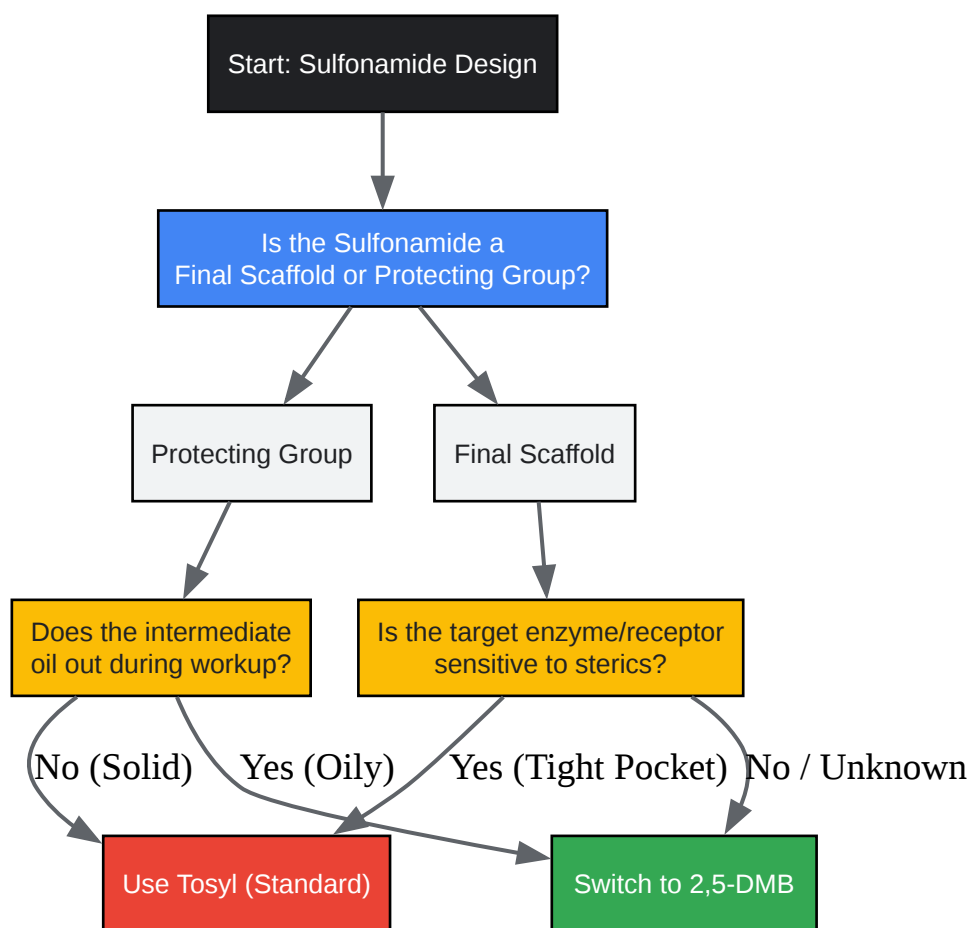 Start: Sulfonamide Design
Is the Sulfonamide a
Final Scaffold or Protecting Group?
Protecting Group
Final Scaffold
Does the intermediate
oil out during workup?
Is the target enzyme/receptor
sensitive to sterics?
No (Solid)
Yes (Oily)
Yes (Tight Pocket)
No / Unknown
Use Tosyl (Standard)
Switch to 2,5-DMB